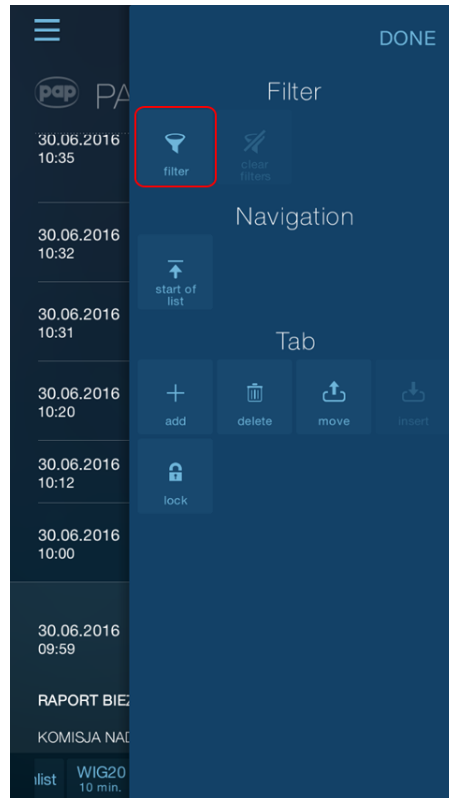 DONE
pap PA
Filter
30.06.2016
10:35
filter
clear
filters
Navigation
30.06.2016
10:32
start of
list
30.06.2016
10:31
Tab
30.06.2016
10:20
add
delete
move
insert
30.06.2016
10:12
lock
30.06.2016
10:00
30.06.2016
09:59
RAPORT BIEŻ
KOMISJA NAD
list
WIG20
10 min.